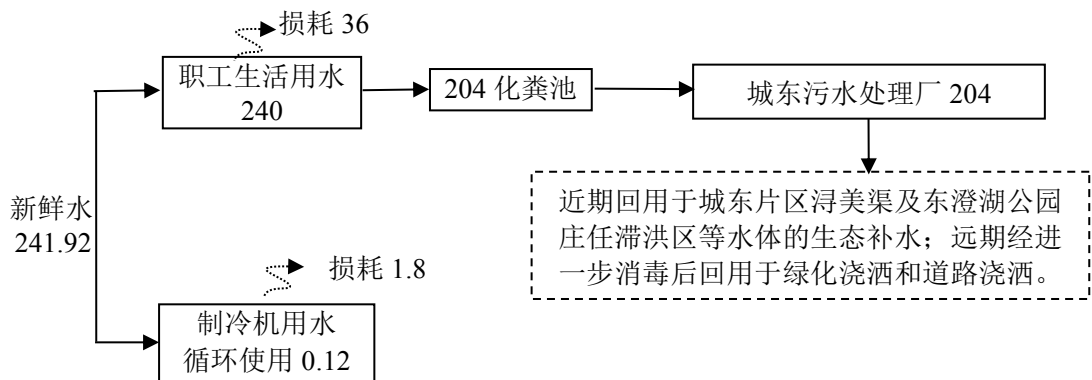 损耗 36
职工生活用水
240
204 化粪池
城东污水处理厂 204
近期回用于城东片区浔美渠及东澄湖公园
庄任滞洪区等水体的生态补水；远期经进
一步消毒后回用于绿化浇洒和道路浇洒。
新鲜水
241.92
损耗 1.8
制冷机用水
循环使用 0.12